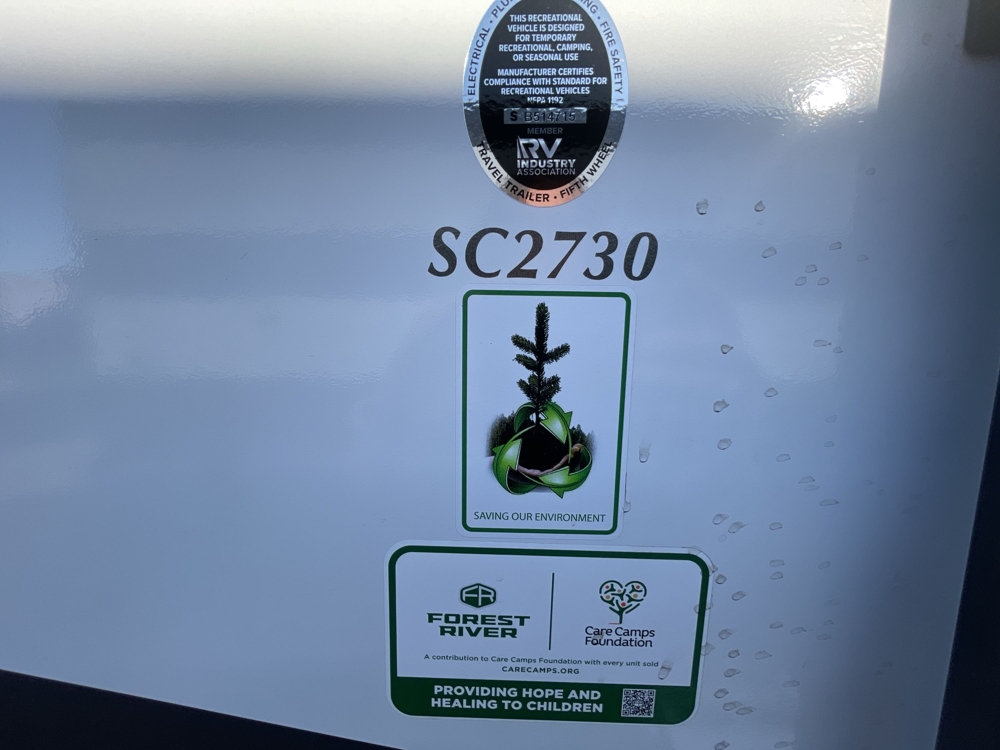 ELECTRICAL • FIRE SAFETY
THIS RECREATIONAL
VEHICLE IS DESIGNED
FOR TEMPORARY
RECREATIONAL, CAMPING,
OR SEASONAL USE
MANUFACTURER CERTIFIES
COMPLIANCE WITH STANDARD FOR
RECREATIONAL VEHICLES
NFPA 1192
S B514715
MEMBER
RV
INDUSTRY
ASSOCIATION
TRAVEL TRAILER • FIFTH WHEEL
SC2730
SAVING OUR ENVIRONMENT
FR
FOREST
RIVER
Care Camps
Foundation
A contribution to Care Camps Foundation with every unit sold
CARECAMPS.ORG
PROVIDING HOPE AND
HEALING TO CHILDREN